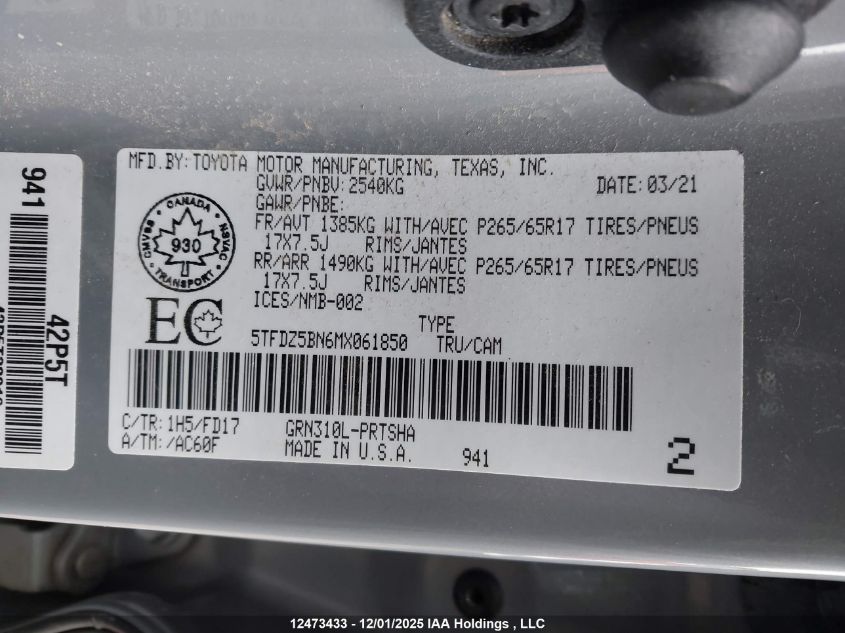 MFD.BY:TOYOTA MOTOR MANUFACTURING, TEXAS, INC.
GVWR/PNBV:2540KG DATE:03/21
GAWR/PNBE:
FR/AVT 1385KG WITH/AVEC P265/65R17 TIRES/PNEUS
17X7.5J RIMS/JANTES
RR/ARR 1490KG WITH/AVEC P265/65R17 TIRES/PNEUS
17X7.5J RIMS/JANTES
ICES/NMB-002
TYPE
5TFDZ5BN6MX061850 TRU/CAM
C/TR:1H5/FD17 GRN310L-PRTSHA
A/TM:/AC60F MADE IN U.S.A. 941
2
CANADA
CMVSS 930 NSVAC
TRANSPORT
EC
941
42P5T
12473433 - 12/01/2025 IAA Holdings , LLC